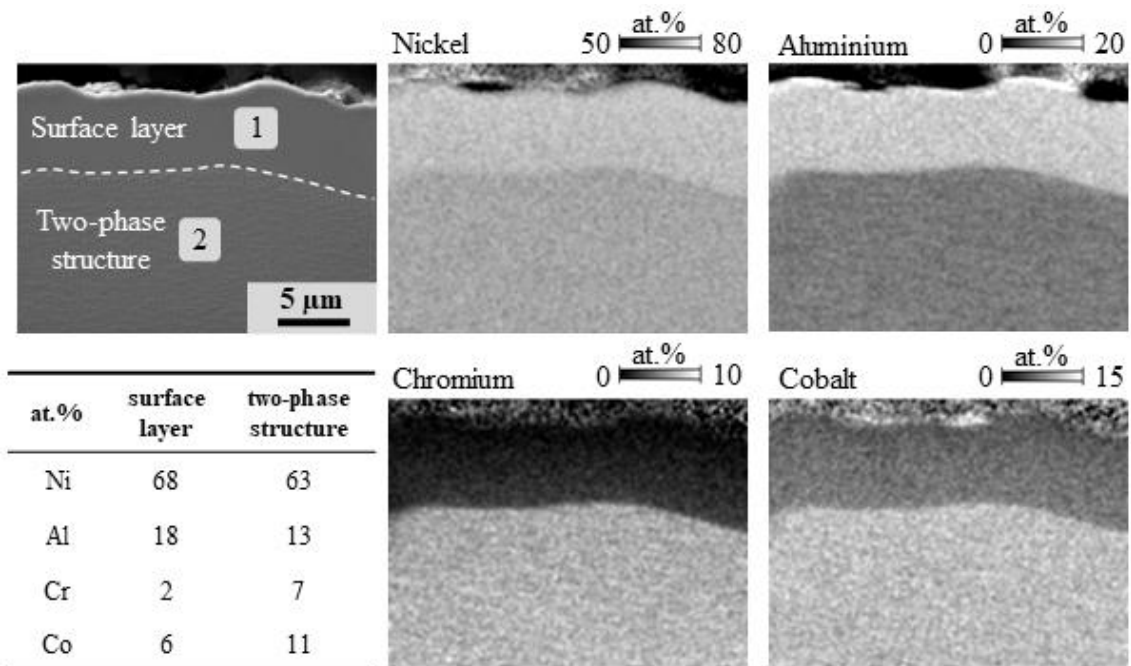 at.%
Nickel 50 80
at.%
Aluminium 0 20
Surface layer 1
Two-phase
structure 2
5 μm
at.%
Chromium 0 10
at.%
Cobalt 0 15
at.% surface layer two-phase structure
Ni 68 63
Al 18 13
Cr 2 7
Co 6 11